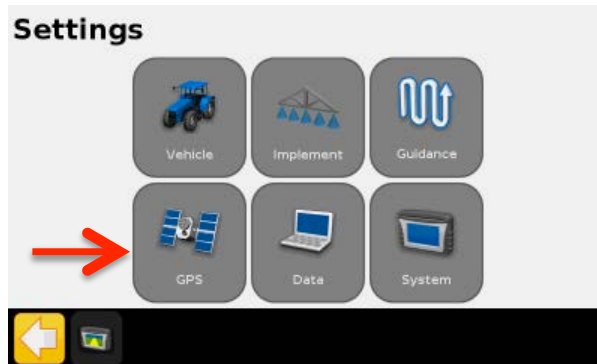 Settings
Vehicle
Implement
Guidance
GPS
Data
System